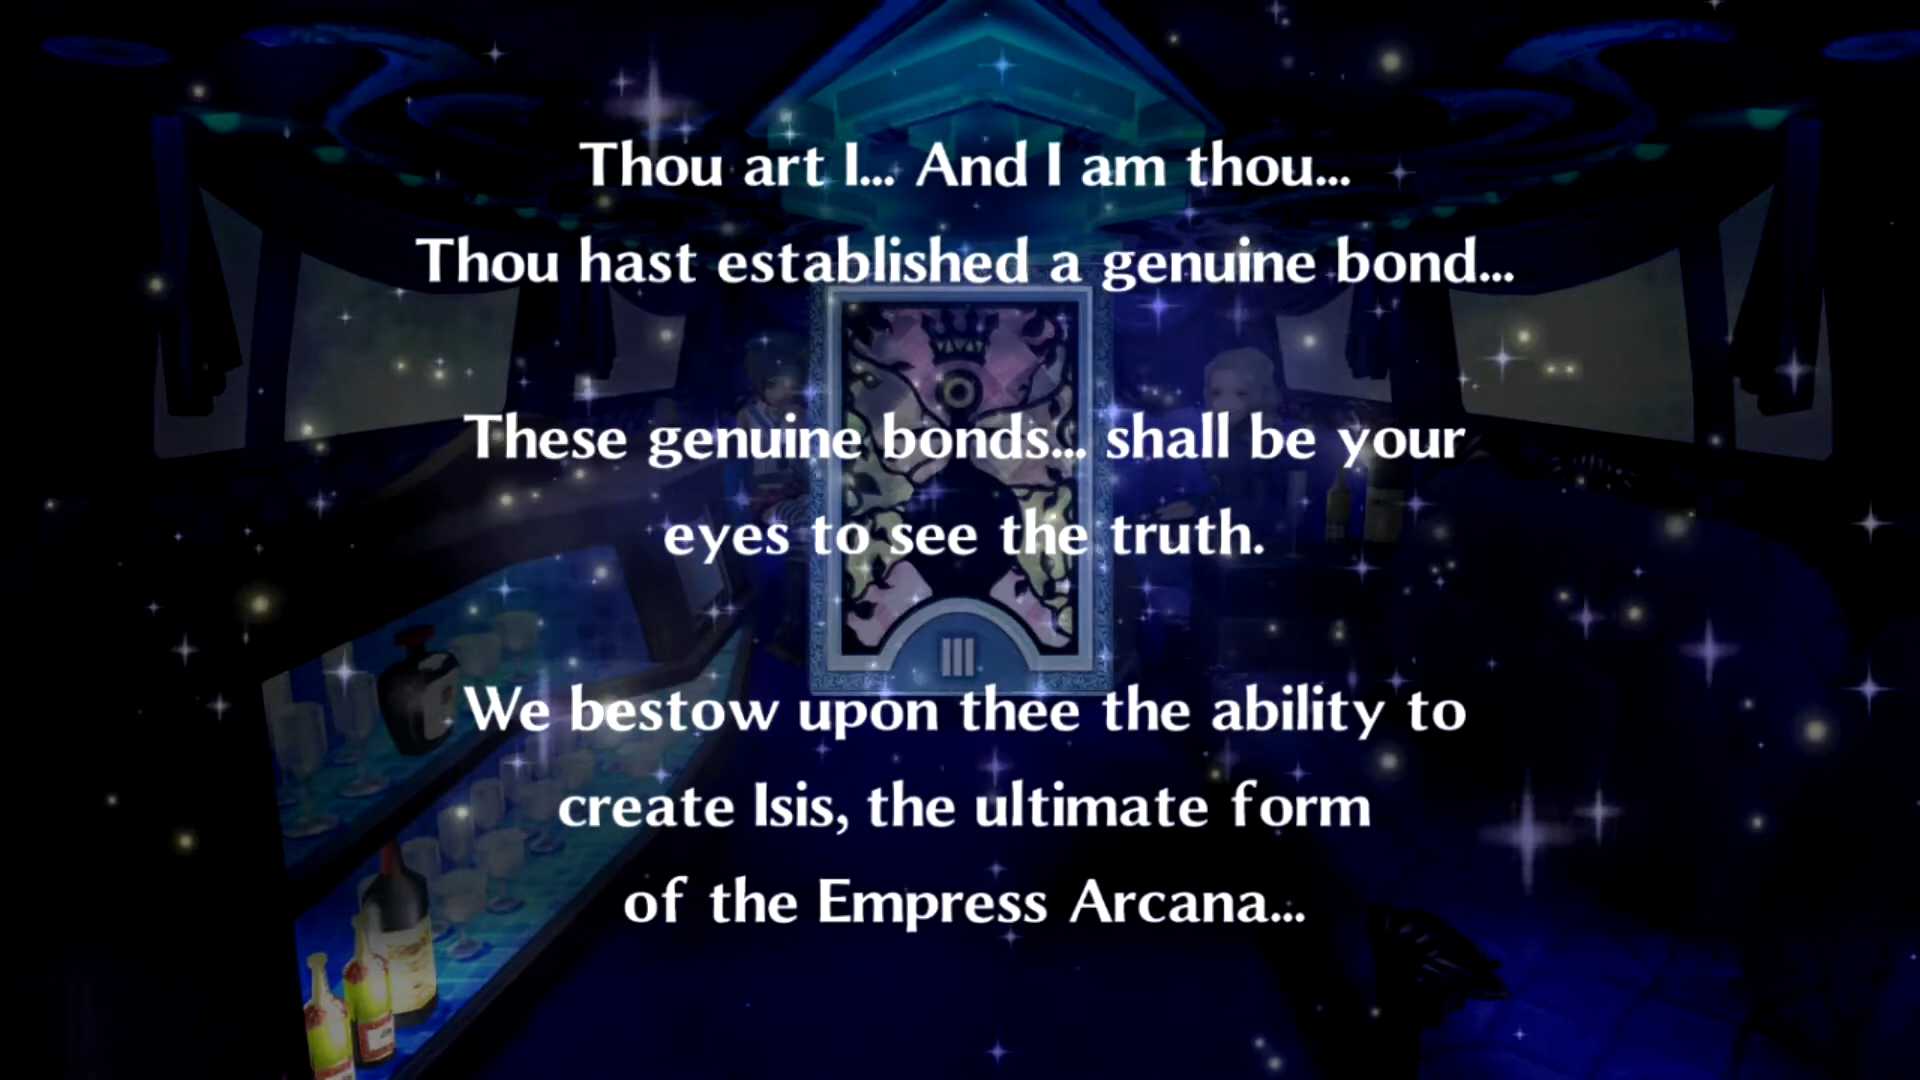 Thou art I... And I am thou...
Thou hast established a genuine bond...
These genuine bonds... shall be your
eyes to see the truth.
III
We bestow upon thee the ability to
create Isis, the ultimate form
of the Empress Arcana...